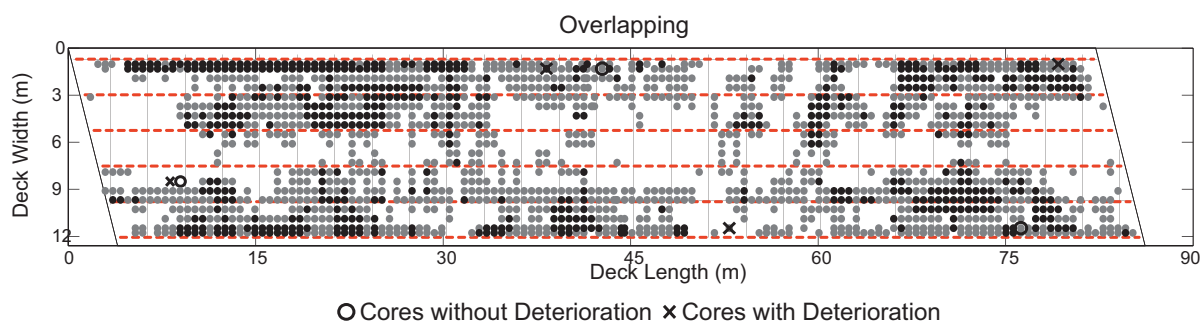 Overlapping
Deck Width (m)
0
3
6
9
12
0 15 30 45 60 75 90
Deck Length (m)
Cores without Deterioration × Cores with Deterioration